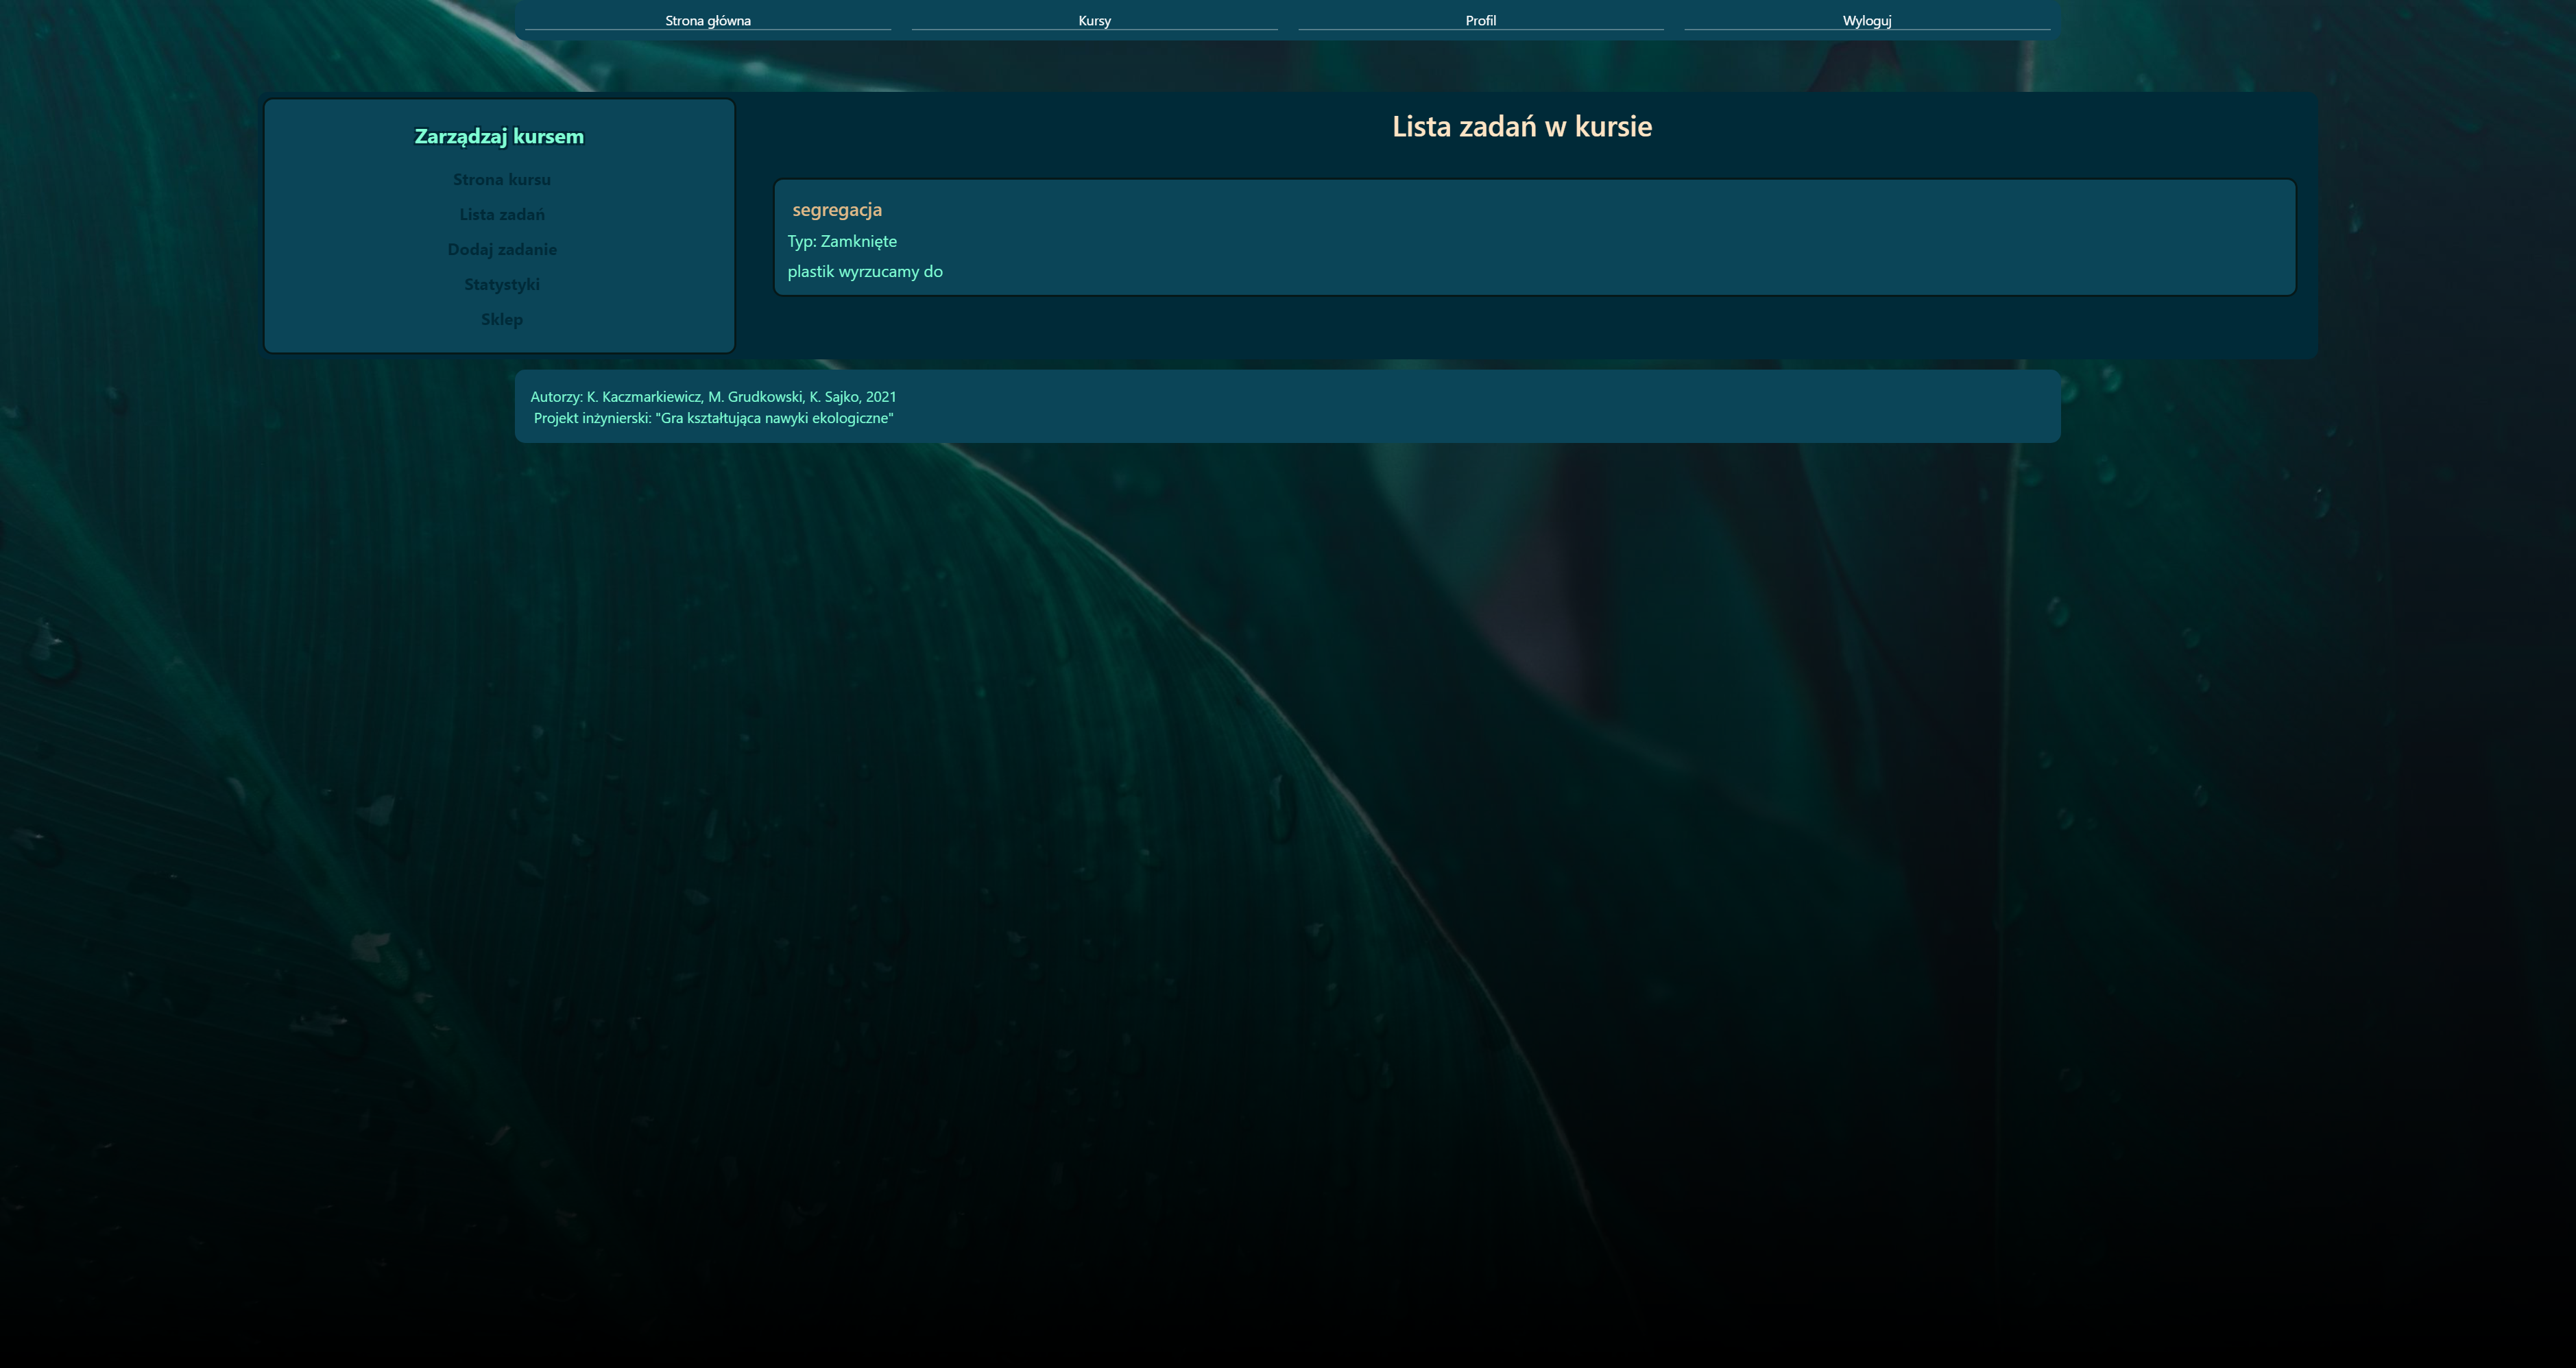 Strona główna
Kursy
Profil
Wyloguj
Zarządzaj kursem
Strona kursu
Lista zadań
Dodaj zadanie
Statystyki
Sklep
Lista zadań w kursie
segregacja
Typ: Zamknięte
plastik wyrzucamy do
Autorzy: K. Kaczmarkiewicz, M. Grudkowski, K. Sajko, 2021
Projekt inżynierski: "Gra kształtująca nawyki ekologiczne"